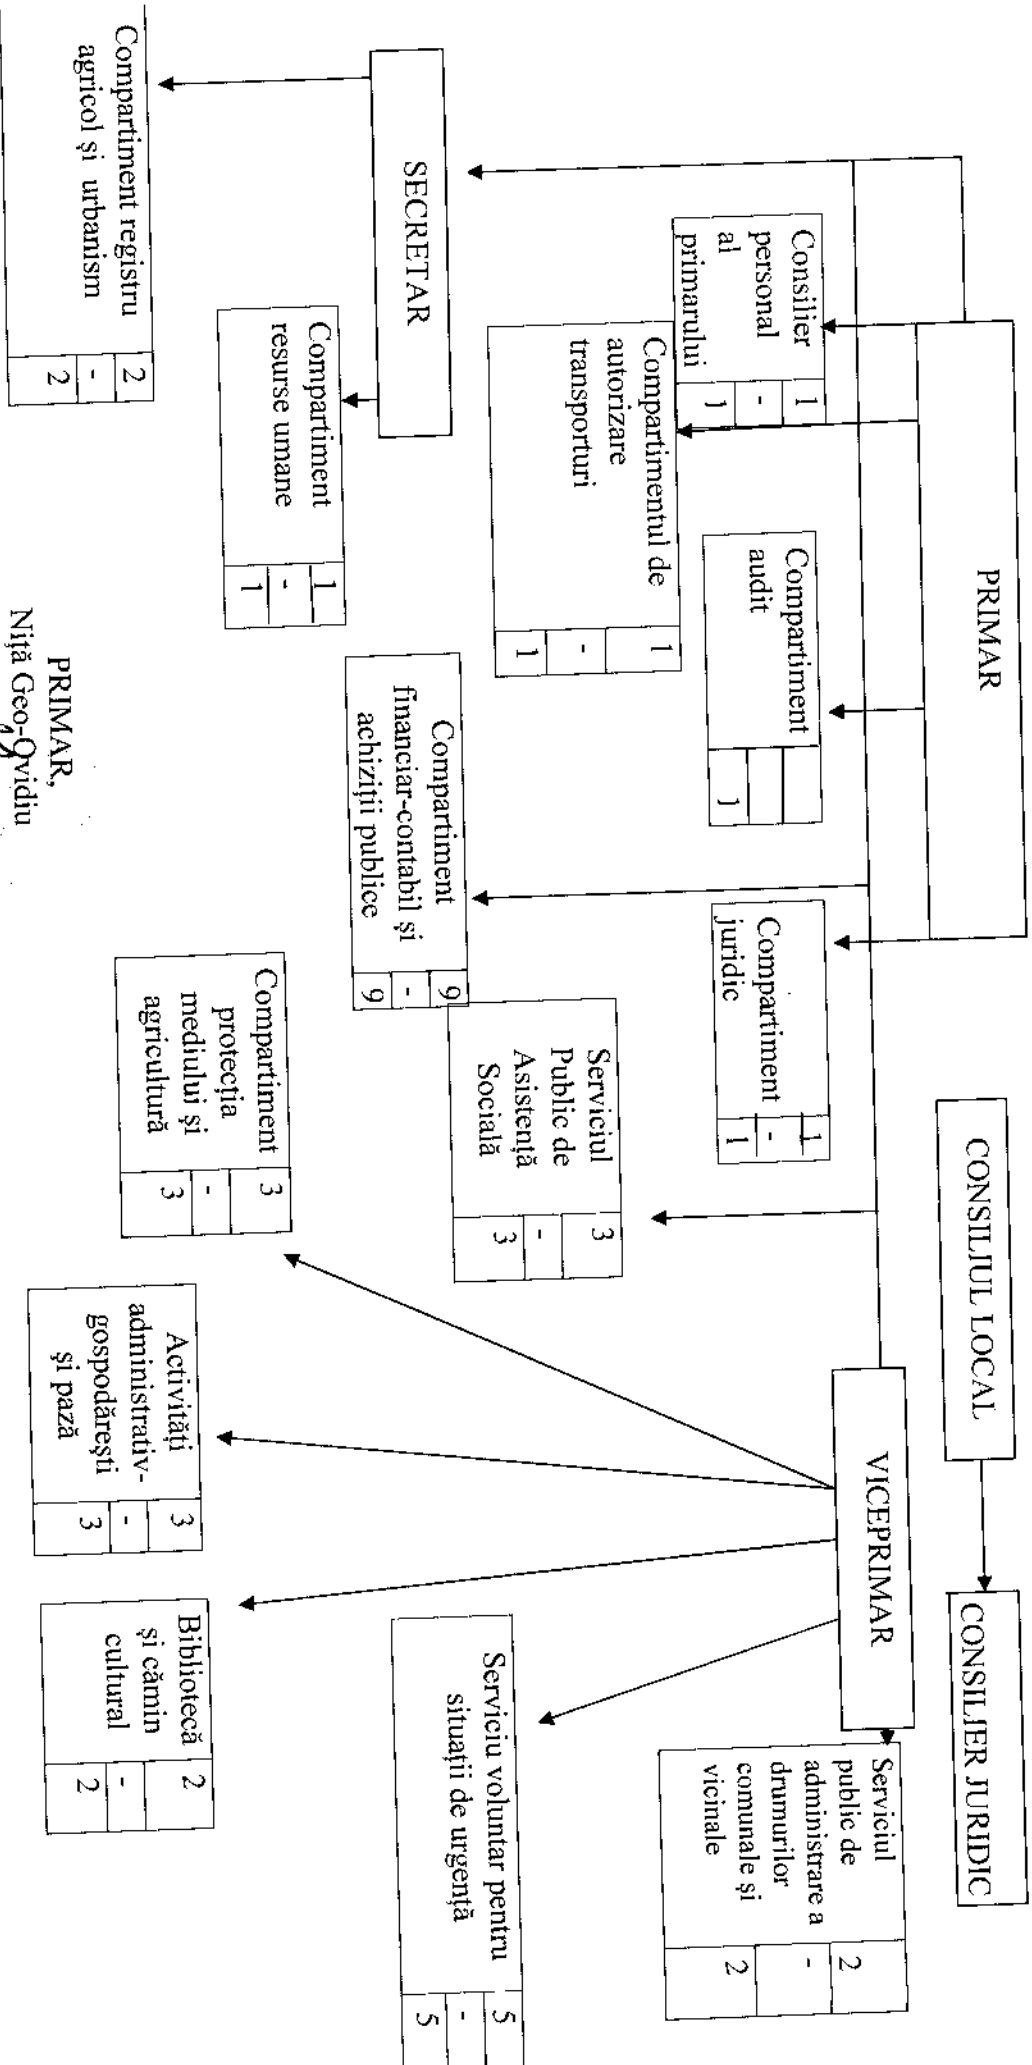 CONSILIUL LOCAL
CONSILIER JURIDIC
PRIMAR
VICEPRIMAR
Consilier
personal
al
primarului
1
-
1
Compartiment
audit
1
Compartiment
juridic
1
-
1
Serviciul
public de
administrare a
drumurilor
comunale și
vicinale
2
-
2
Compartimentul de
autorizare
transporturi
1
-
1
Serviciul
Public de
Asistență
Socială
3
-
3
SECRETAR
Compartiment
financiar-contabil și
achiziții publice
9
-
9
Serviciu voluntar pentru
situații de urgență
5
-
5
Compartiment
resurse umane
1
-
1
Compartiment
protecția
mediului și
agricultură
3
-
3
Activități
administrativ-
gospodărești
și pază
3
-
3
Bibliotecă
și cămin
cultural
2
-
2
Compartiment registru
agricol și urbanism
2
-
2
PRIMAR,
Niță Geo-Ovidiu